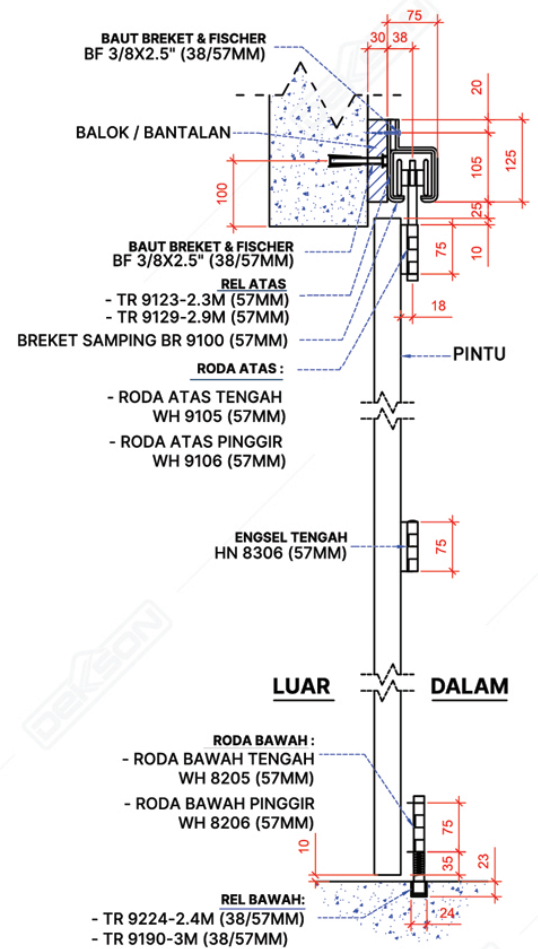 75
BAUT BREKET & FISCHER
BF 3/8X2.5" (38/57MM)
30
38
20
BALOK / BANTALAN
105
125
100
25
10
75
BAUT BREKET & FISCHER
BF 3/8X2.5" (38/57MM)
REL ATAS
- TR 9123-2.3M (57MM)
- TR 9129-2.9M (57MM)
18
BREKET SAMPING BR 9100 (57MM)
PINTU
RODA ATAS :
- RODA ATAS TENGAH
WH 9105 (57MM)
- RODA ATAS PINGGIR
WH 9106 (57MM)
ENGSEL TENGAH
HN 8306 (57MM)
75
DEKSON
LUAR
DALAM
RODA BAWAH :
- RODA BAWAH TENGAH
WH 8205 (57MM)
- RODA BAWAH PINGGIR
WH 8206 (57MM)
75
10
35
23
REL BAWAH:
- TR 9224-2.4M (38/57MM)
24
- TR 9190-3M (38/57MM)